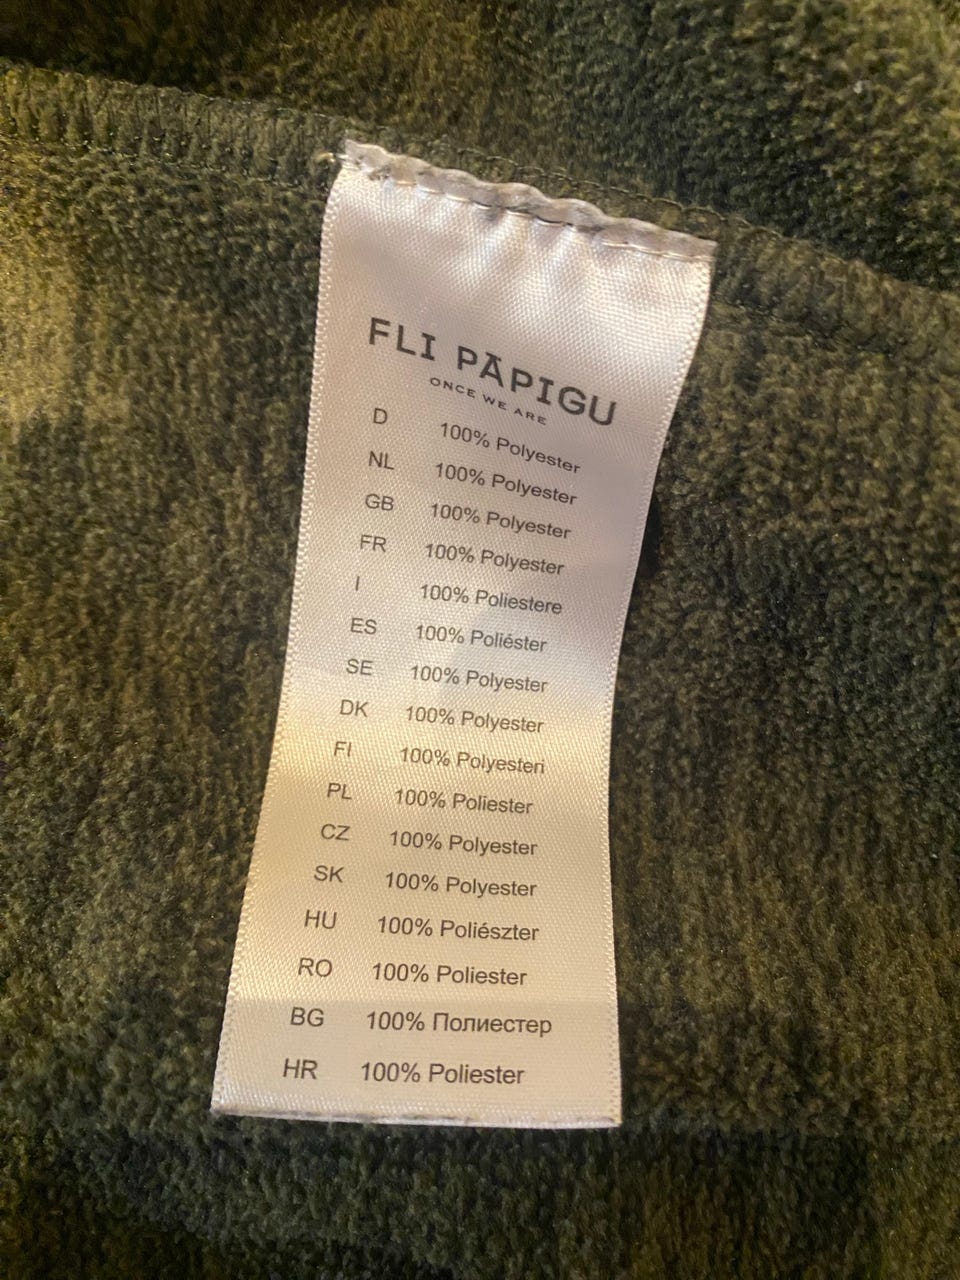 FLI PĀPIGU
ONCE WE ARE
D 100% Polyester
NL 100% Polyester
GB 100% Polyester
FR 100% Polyester
I 100% Poliestere
ES 100% Poliéster
SE 100% Polyester
DK 100% Polyester
FI 100% Polyesteri
PL 100% Poliester
CZ 100% Polyester
SK 100% Polyester
HU 100% Poliészter
RO 100% Poliester
BG 100% Полиестер
HR 100% Poliester